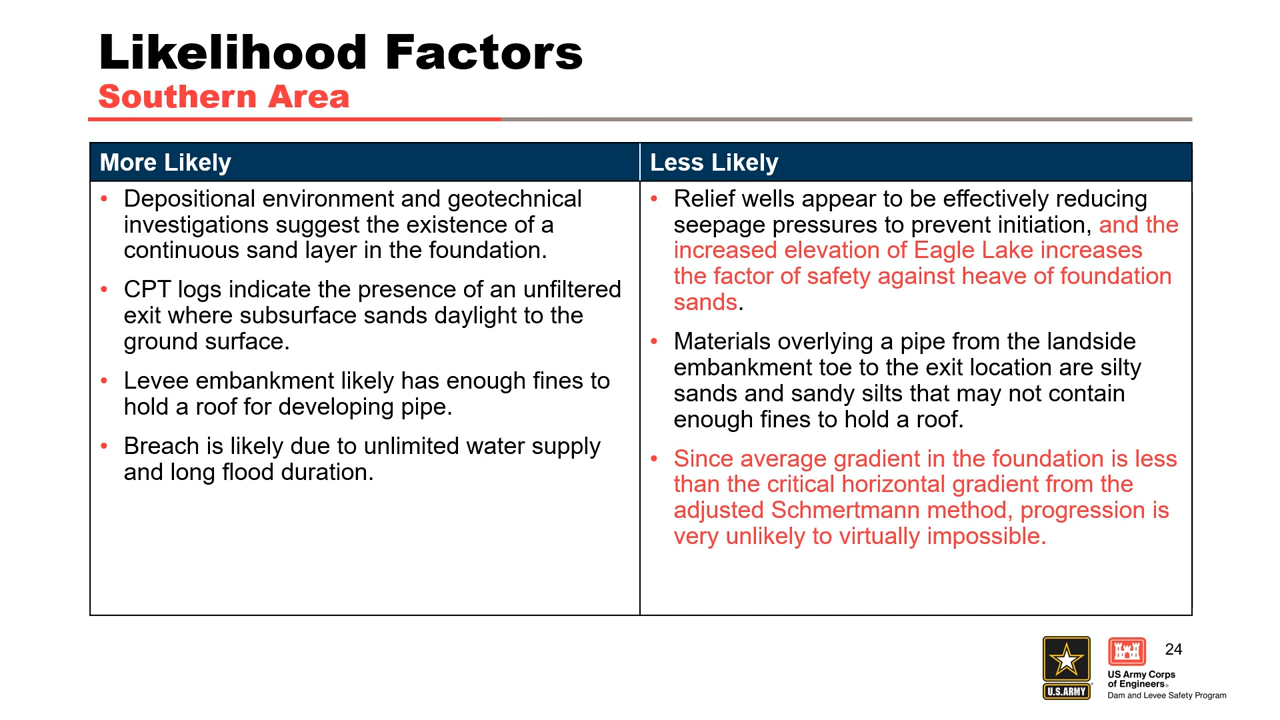 Likelihood Factors
Southern Area
More Likely
• Depositional environment and geotechnical
investigations suggest the existence of a
continuous sand layer in the foundation.
• CPT logs indicate the presence of an unfiltered
exit where subsurface sands daylight to the
ground surface.
• Levee embankment likely has enough fines to
hold a roof for developing pipe.
• Breach is likely due to unlimited water supply
and long flood duration.
Less Likely
• Relief wells appear to be effectively reducing
seepage pressures to prevent initiation, and the
increased elevation of Eagle Lake increases
the factor of safety against heave of foundation
sands.
• Materials overlying a pipe from the landside
embankment toe to the exit location are silty
sands and sandy silts that may not contain
enough fines to hold a roof.
• Since average gradient in the foundation is less
than the critical horizontal gradient from the
adjusted Schmertmann method, progression is
very unlikely to virtually impossible.
U.S.ARMY
US Army Corps
of Engineers®
Dam and Levee Safety Program
24